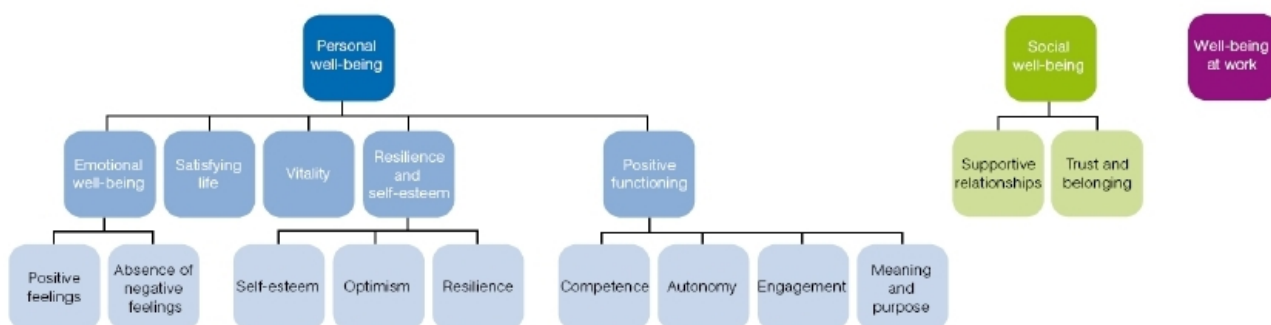 Personal
well-being
Social
well-being
Well-being
at work
Emotional
well-being
Satisfying
life
Vitality
Resilience
and
self-esteem
Positive
functioning
Supportive
relationships
Trust and
belonging
Positive
feelings
Absence of
negative
feelings
Self-esteem
Optimism
Resilience
Competence
Autonomy
Engagement
Meaning
and
purpose